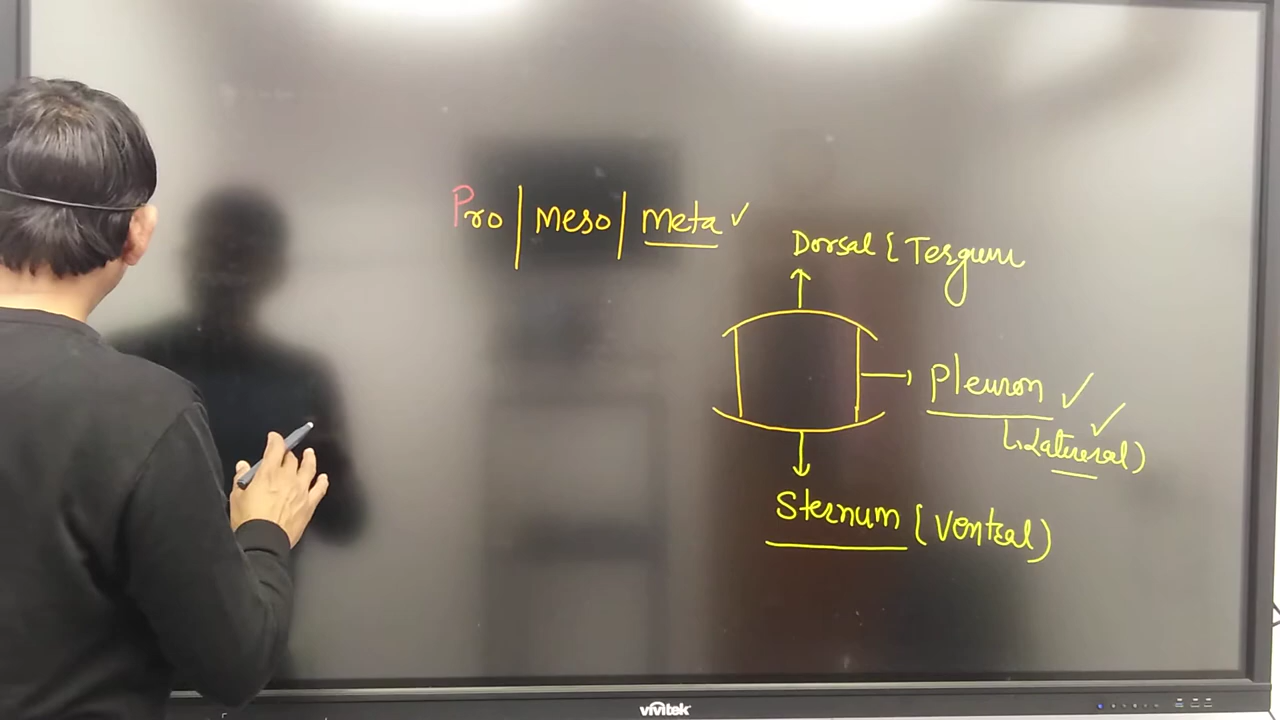 Pro | Meso | Meta ✓
Dorsal ( Tergum
Pleuron ✓
(Lateral) ✓
Sternum (Ventral)
vivitek